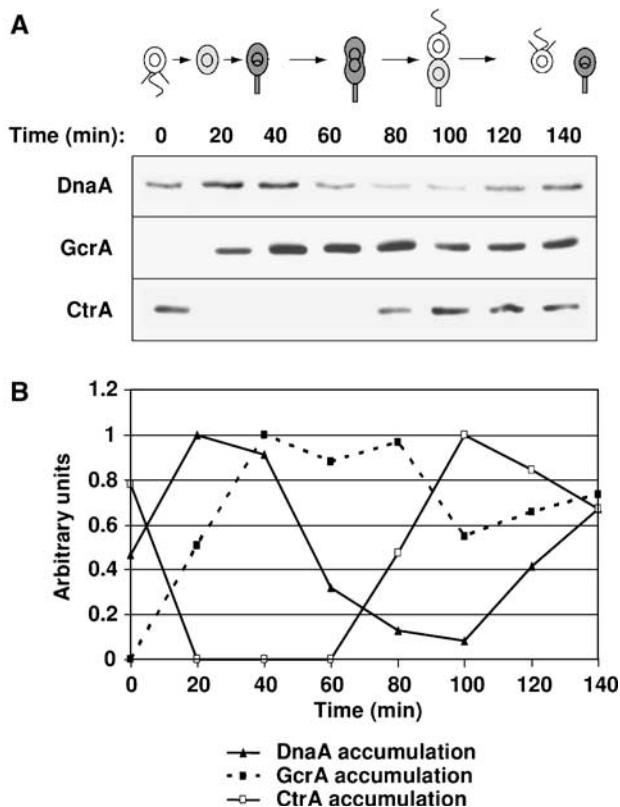 A
Time (min): 0 20 40 60 80 100 120 140
DnaA
GcrA
CtrA
B
1.2
1
0.8
0.6
0.4
0.2
0
Arbitrary units
0 20 40 60 80 100 120 140
Time (min)
DnaA accumulation
GcrA accumulation
CtrA accumulation